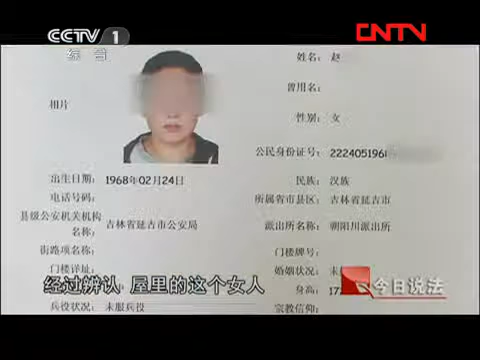 CCTV 1
综合
CNTV
姓名: 赵
相片
曾用名:
性别: 女
公民身份证号: 222405196
出生日期: 1968年02月24日
民族: 汉族
电话号码:
所属省市县区: 吉林省延吉市
县级公安机关机构名称: 吉林省延吉市公安局
派出所名称: 朝阳川派出所
街路项名称:
门楼牌号:
门楼详址:
婚姻状况: 未
经过辨认 屋里的这个女人
今日说法
兵役状况: 未服兵役
身高: 17
宗教信仰: